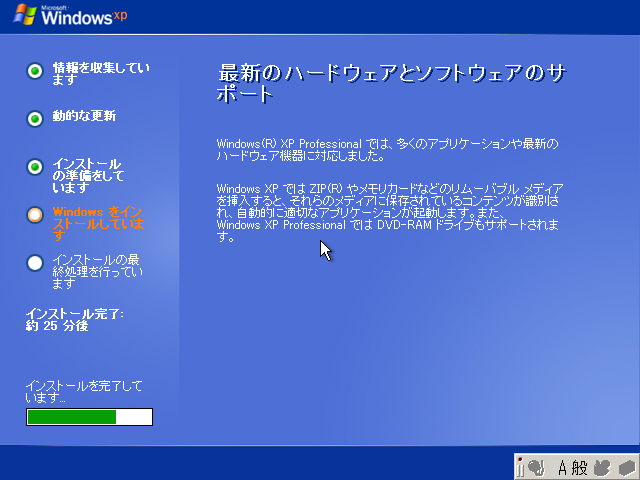 Microsoft
Windows xp
情報を収集してい
ます
動的な更新
インストール
の準備をして
います
Windows をイン
ストールしていま
す
インストールの最
終処理を行ってい
ます
インストール完了:
約 25 分後
インストールを完了して
います...
最新のハードウェアとソフトウェアのサ
ポート
Windows(R) XP Professional では、多くのアプリケーションや最新の
ハードウェア機器に対応しました。
Windows XP では ZIP(R) やメモリカードなどのリムーバブル メディア
を挿入すると、それらのメディアに保存されているコンテンツが識別さ
れ、自動的に適切なアプリケーションが起動します。また、
Windows XP Professional では DVD-RAM ドライブもサポートされま
す。
A 般